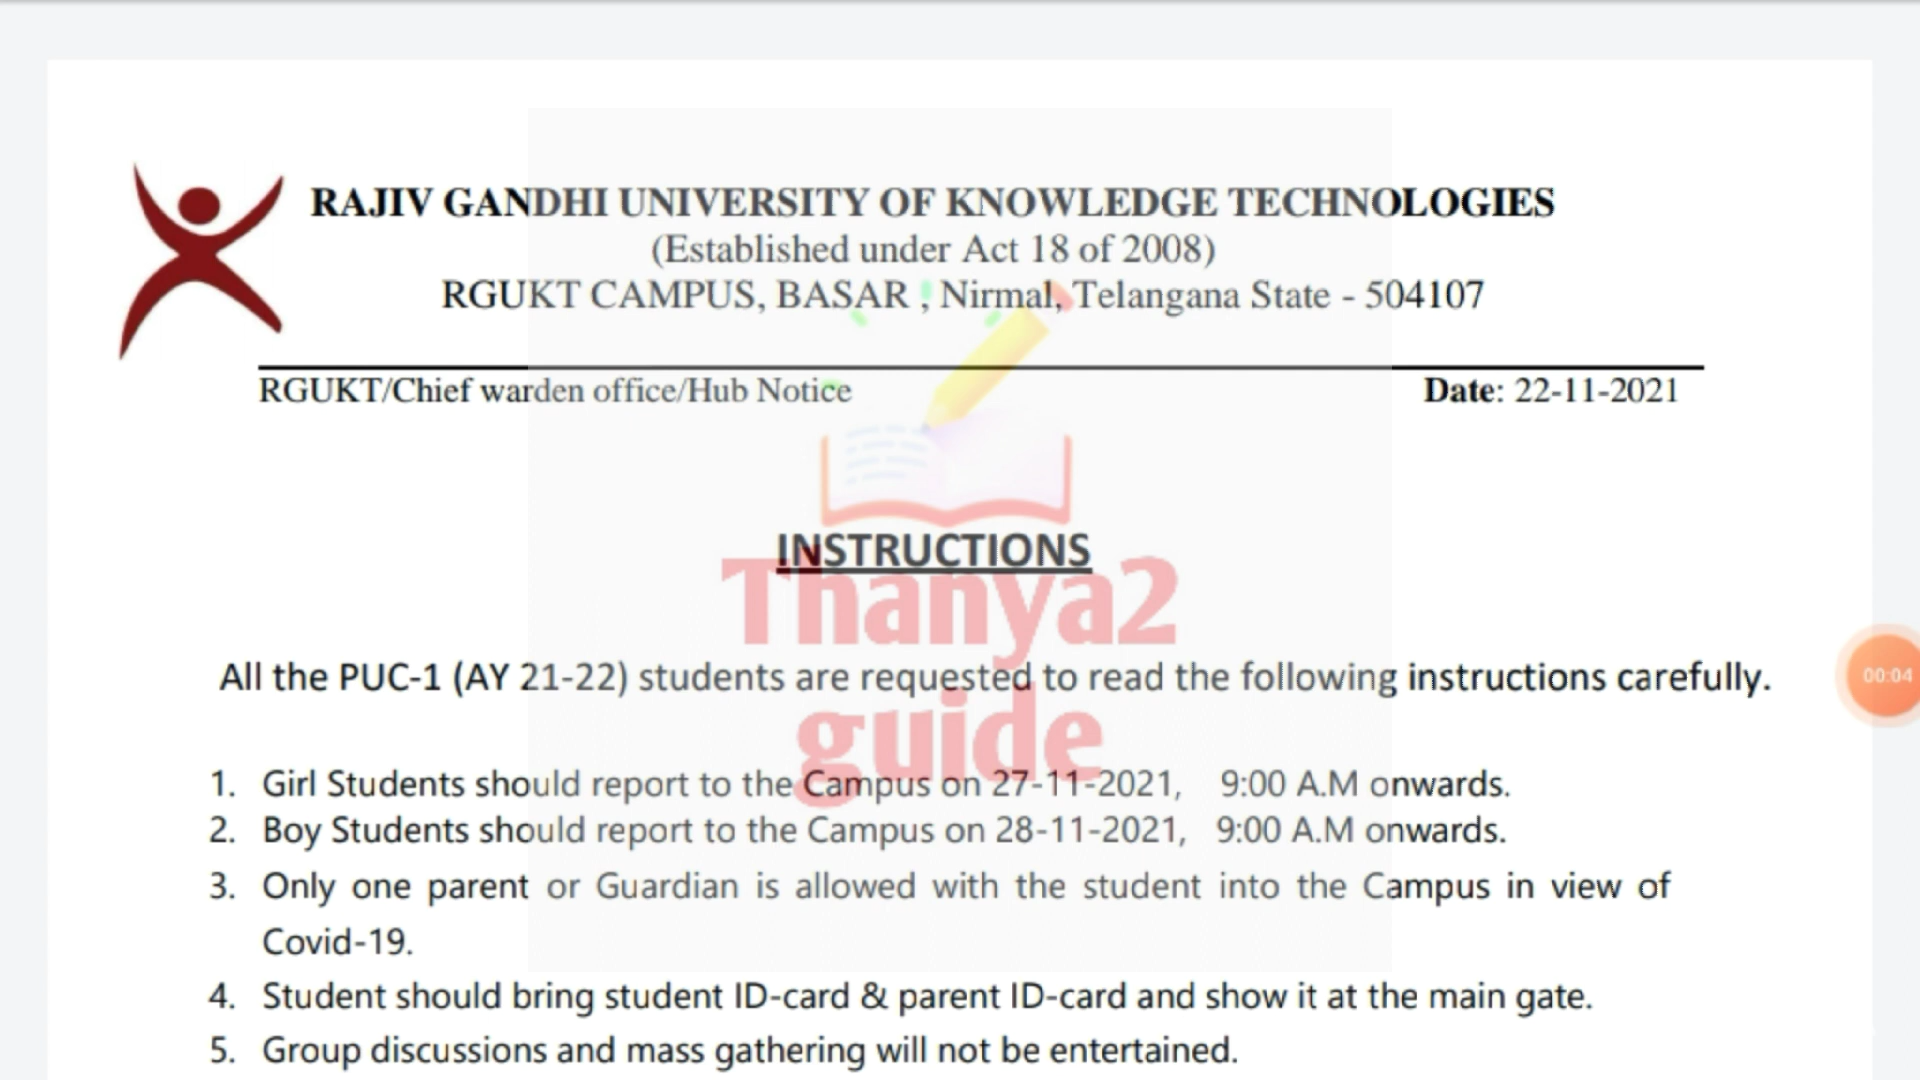 RAJIV GANDHI UNIVERSITY OF KNOWLEDGE TECHNOLOGIES
(Established under Act 18 of 2008)
RGUKT CAMPUS, BASAR , Nirmal, Telangana State - 504107
RGUKT/Chief warden office/Hub Notice Date: 22-11-2021
INSTRUCTIONS
Thanya2
guide
All the PUC-1 (AY 21-22) students are requested to read the following instructions carefully.
00:04
1. Girl Students should report to the Campus on 27-11-2021, 9:00 A.M onwards.
2. Boy Students should report to the Campus on 28-11-2021, 9:00 A.M onwards.
3. Only one parent or Guardian is allowed with the student into the Campus in view of
Covid-19.
4. Student should bring student ID-card & parent ID-card and show it at the main gate.
5. Group discussions and mass gathering will not be entertained.